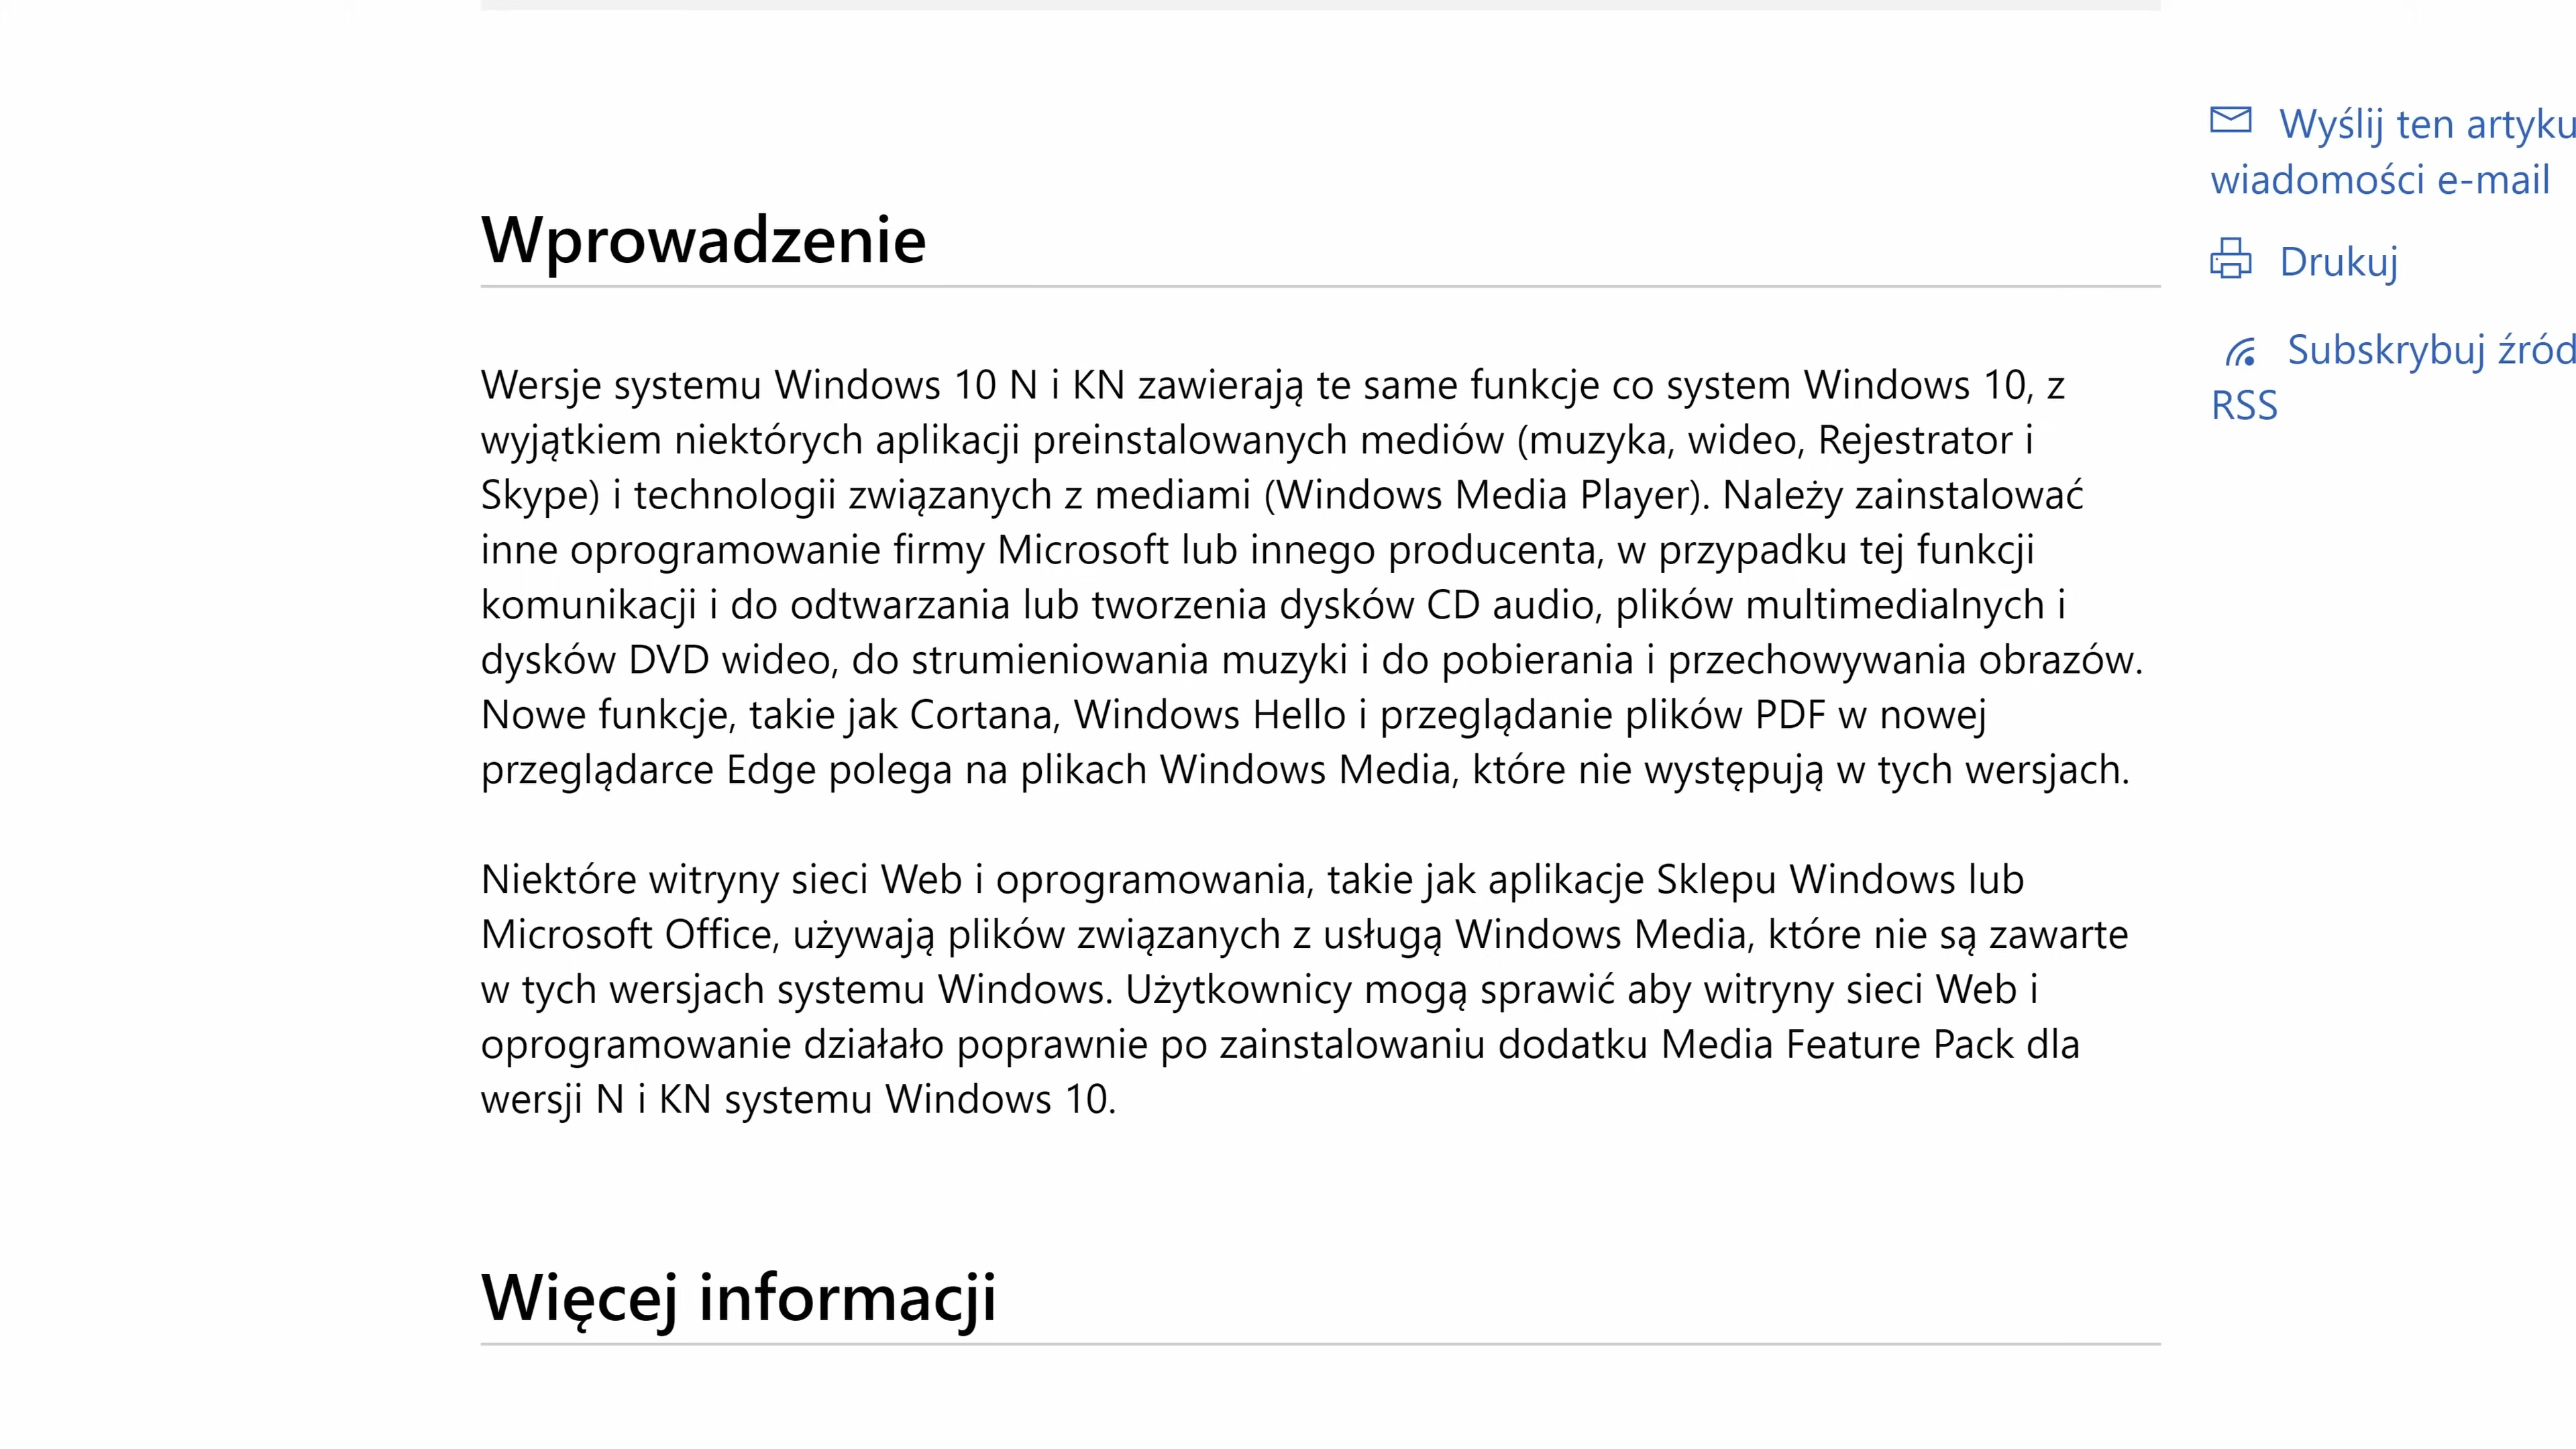 Wprowadzenie
Wersje systemu Windows 10 N i KN zawierają te same funkcje co system Windows 10, z
wyjątkiem niektórych aplikacji preinstalowanych mediów (muzyka, wideo, Rejestrator i
Skype) i technologii związanych z mediami (Windows Media Player). Należy zainstalować
inne oprogramowanie firmy Microsoft lub innego producenta, w przypadku tej funkcji
komunikacji i do odtwarzania lub tworzenia dysków CD audio, plików multimedialnych i
dysków DVD wideo, do strumieniowania muzyki i do pobierania i przechowywania obrazów.
Nowe funkcje, takie jak Cortana, Windows Hello i przeglądanie plików PDF w nowej
przeglądarce Edge polega na plikach Windows Media, które nie występują w tych wersjach.
Niektóre witryny sieci Web i oprogramowania, takie jak aplikacje Sklepu Windows lub
Microsoft Office, używają plików związanych z usługą Windows Media, które nie są zawarte
w tych wersjach systemu Windows. Użytkownicy mogą sprawić aby witryny sieci Web i
oprogramowanie działało poprawnie po zainstalowaniu dodatku Media Feature Pack dla
wersji N i KN systemu Windows 10.
Więcej informacji
Wyślij ten artyku
wiadomości e-mail
Drukuj
Subskrybuj źród
RSS